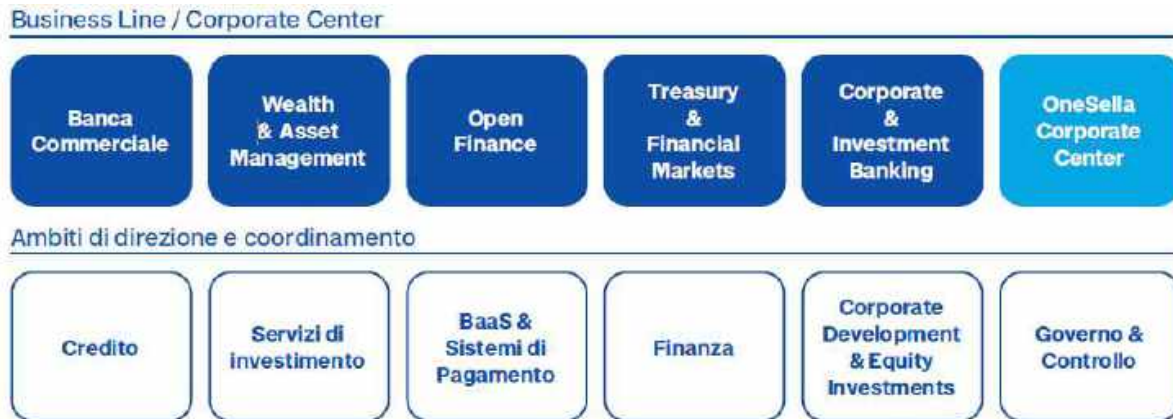 Business Line / Corporate Center
Banca
Commerciale
Wealth
& Asset
Management
Open
Finance
Treasury
&
Financial
Markets
Corporate
&
Investment
Banking
OneSella
Corporate
Center
Ambiti di direzione e coordinamento
Credito
Servizi di
investimento
BaaS &
Sistemi di
Pagamento
Finanza
Corporate
Development
& Equity
Investments
Governo &
Controllo